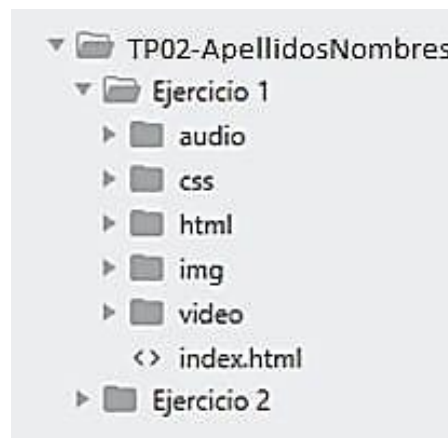 TP02-ApellidosNombres
Ejercicio 1
audio
css
html
img
video
<> index.html
Ejercicio 2